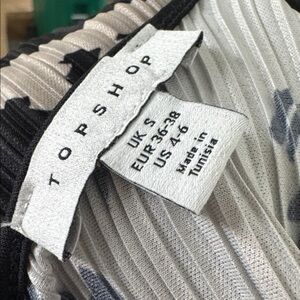 TOPSHOP
UK S
EUR 36-38
US 4-6
Made in
Tunisia